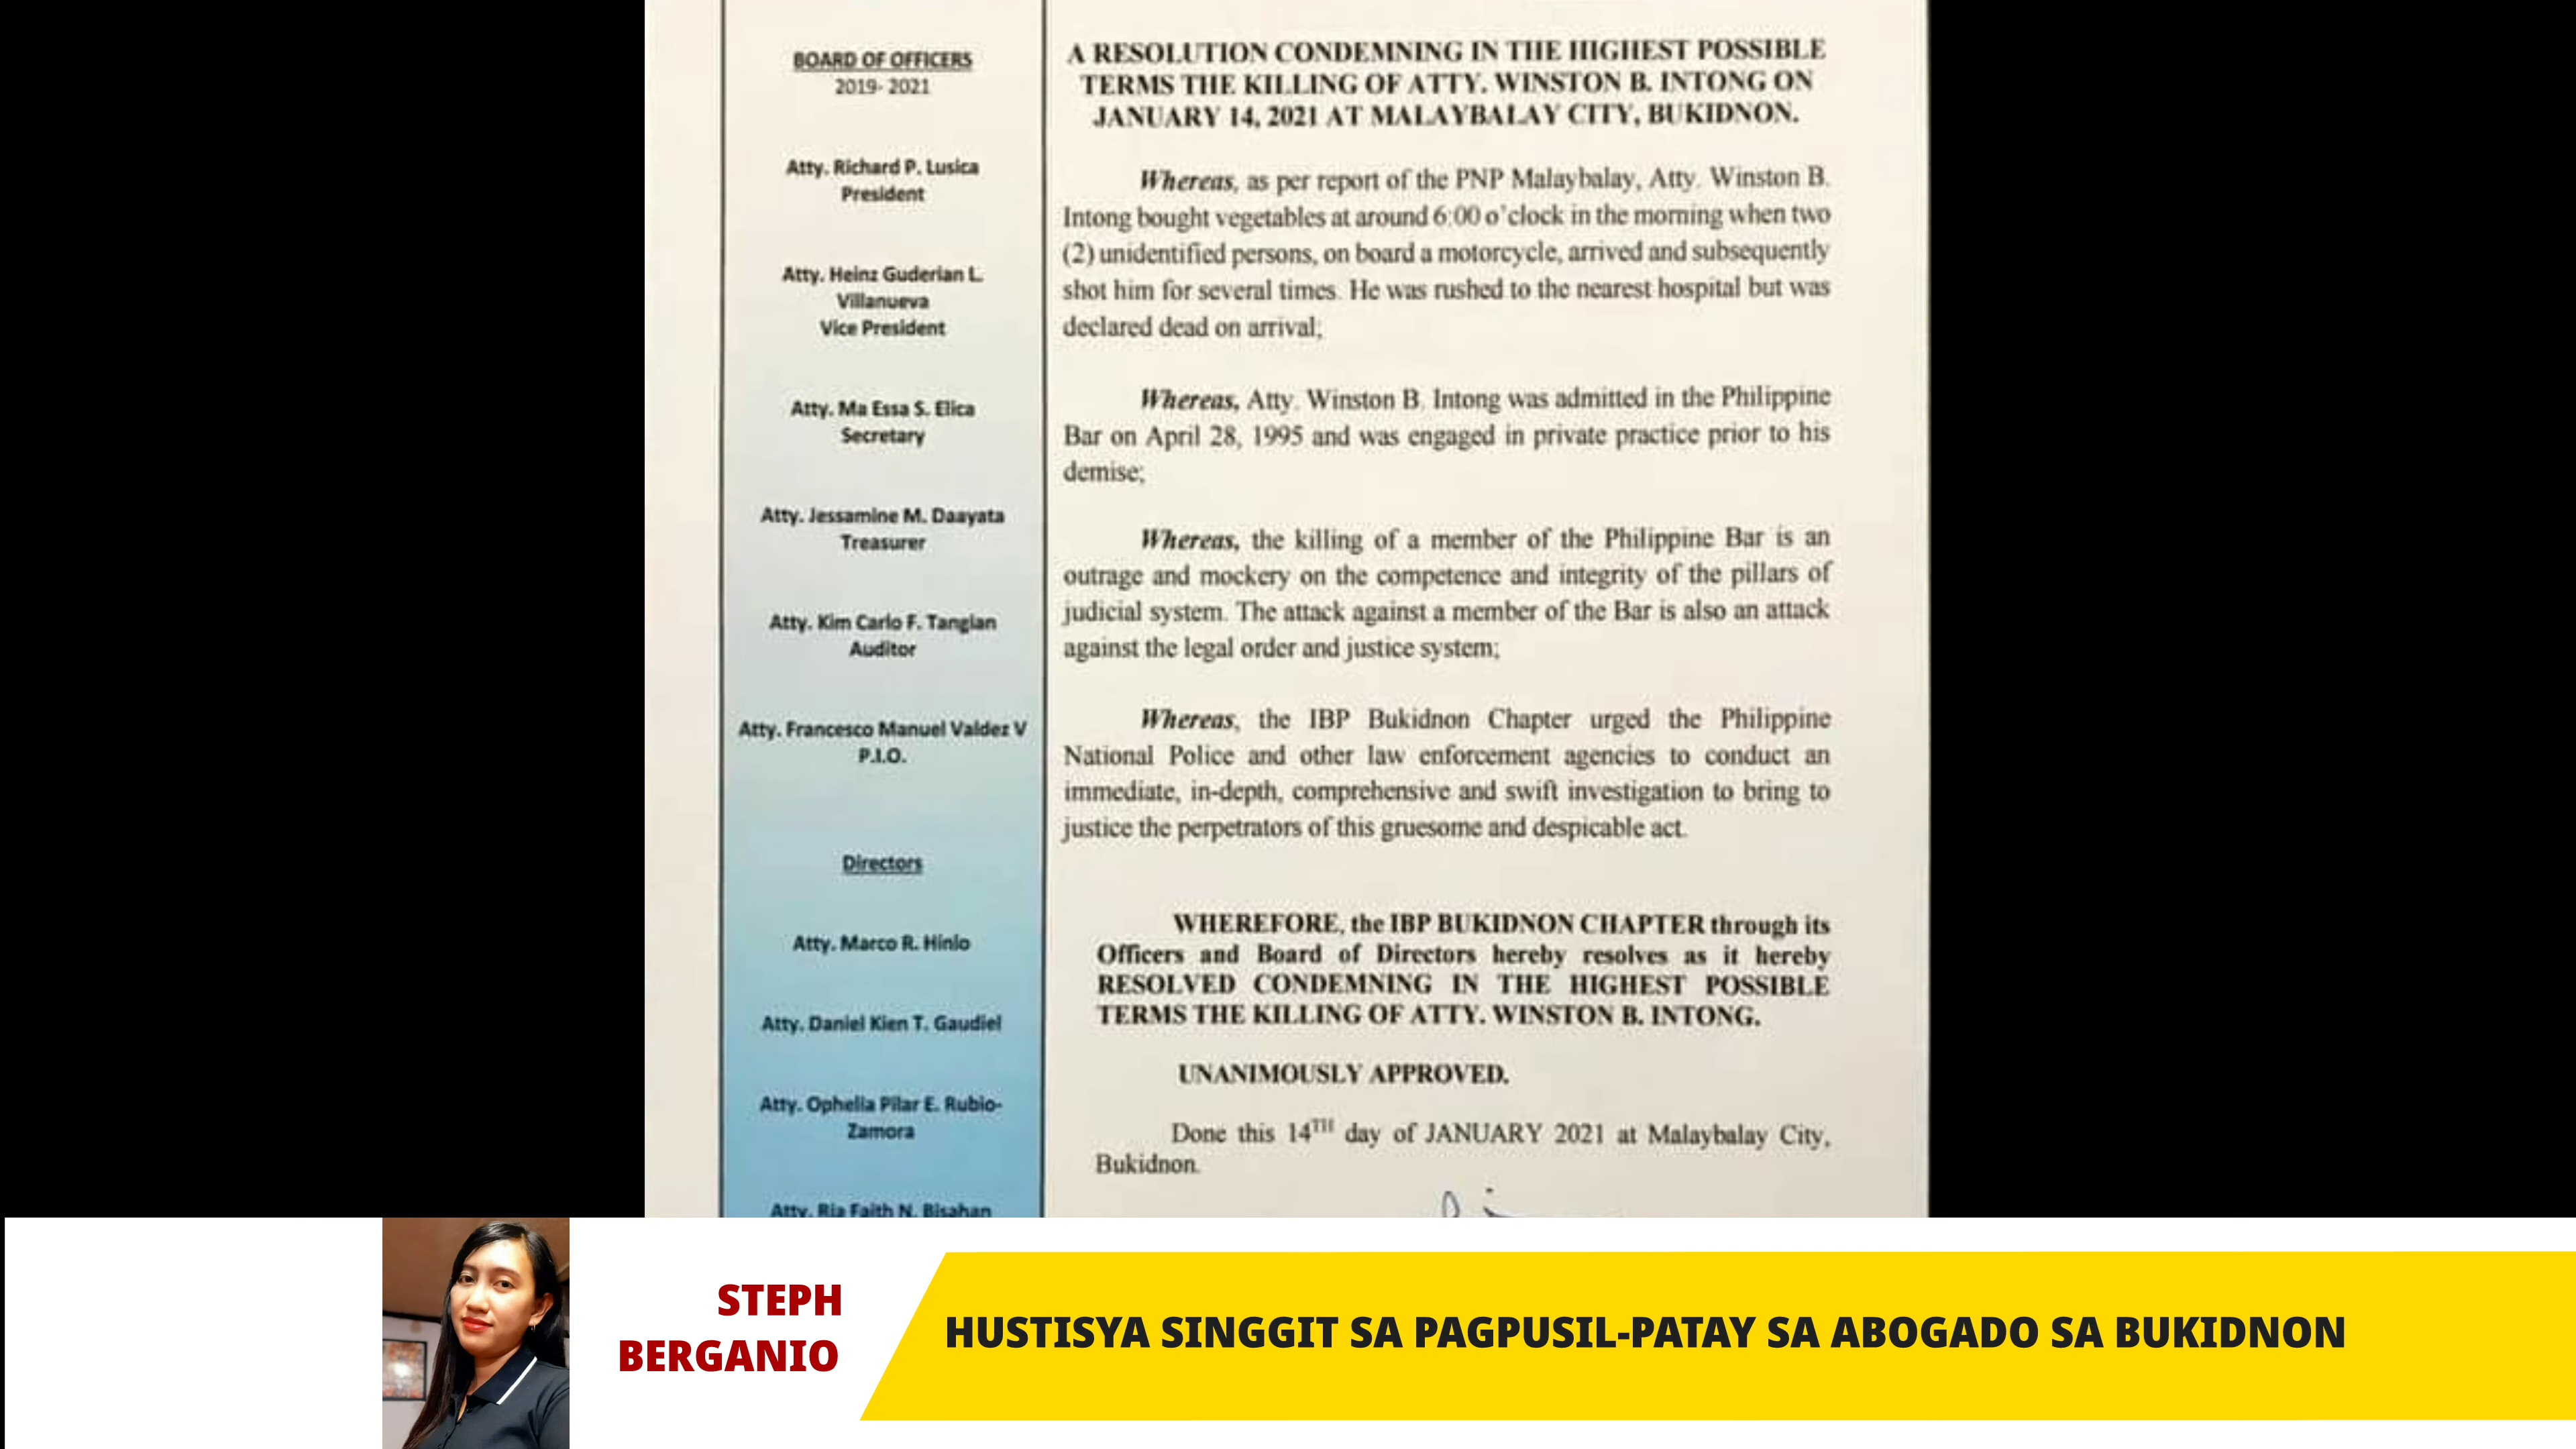 BOARD OF OFFICERS
2019- 2021
Atty. Richard P. Lusica
President
Atty. Heinz Guderian L.
Villanueva
Vice President
Atty. Ma Essa S. Elica
Secretary
Atty. Jessamine M. Daayata
Treasurer
Atty. Kim Carlo F. Tangian
Auditor
Atty. Francesco Manuel Valdez V
P.I.O.
Directors
Atty. Marco R. Hinlo
Atty. Daniel Kien T. Gaudiel
Atty. Ophelia Pilar E. Rubio-
Zamora
Atty. Ria Faith N. Bisahan
A RESOLUTION CONDEMNING IN THE HIGHEST POSSIBLE
TERMS THE KILLING OF ATTY. WINSTON B. INTONG ON
JANUARY 14, 2021 AT MALAYBALAY CITY, BUKIDNON.
Whereas, as per report of the PNP Malaybalay, Atty. Winston B.
Intong bought vegetables at around 6:00 o'clock in the morning when two
(2) unidentified persons, on board a motorcycle, arrived and subsequently
shot him for several times. He was rushed to the nearest hospital but was
declared dead on arrival;
Whereas, Atty. Winston B. Intong was admitted in the Philippine
Bar on April 28, 1995 and was engaged in private practice prior to his
demise;
Whereas, the killing of a member of the Philippine Bar is an
outrage and mockery on the competence and integrity of the pillars of
judicial system. The attack against a member of the Bar is also an attack
against the legal order and justice system;
Whereas, the IBP Bukidnon Chapter urged the Philippine
National Police and other law enforcement agencies to conduct an
immediate, in-depth, comprehensive and swift investigation to bring to
justice the perpetrators of this gruesome and despicable act.
WHEREFORE, the IBP BUKIDNON CHAPTER through its
Officers and Board of Directors hereby resolves as it hereby
RESOLVED CONDEMNING IN THE HIGHEST POSSIBLE
TERMS THE KILLING OF ATTY. WINSTON B. INTONG.
UNANIMOUSLY APPROVED.
Done this 14TH day of JANUARY 2021 at Malaybalay City,
Bukidnon.
STEPH
BERGANIO
HUSTISYA SINGGIT SA PAGPUSIL-PATAY SA ABOGADO SA BUKIDNON